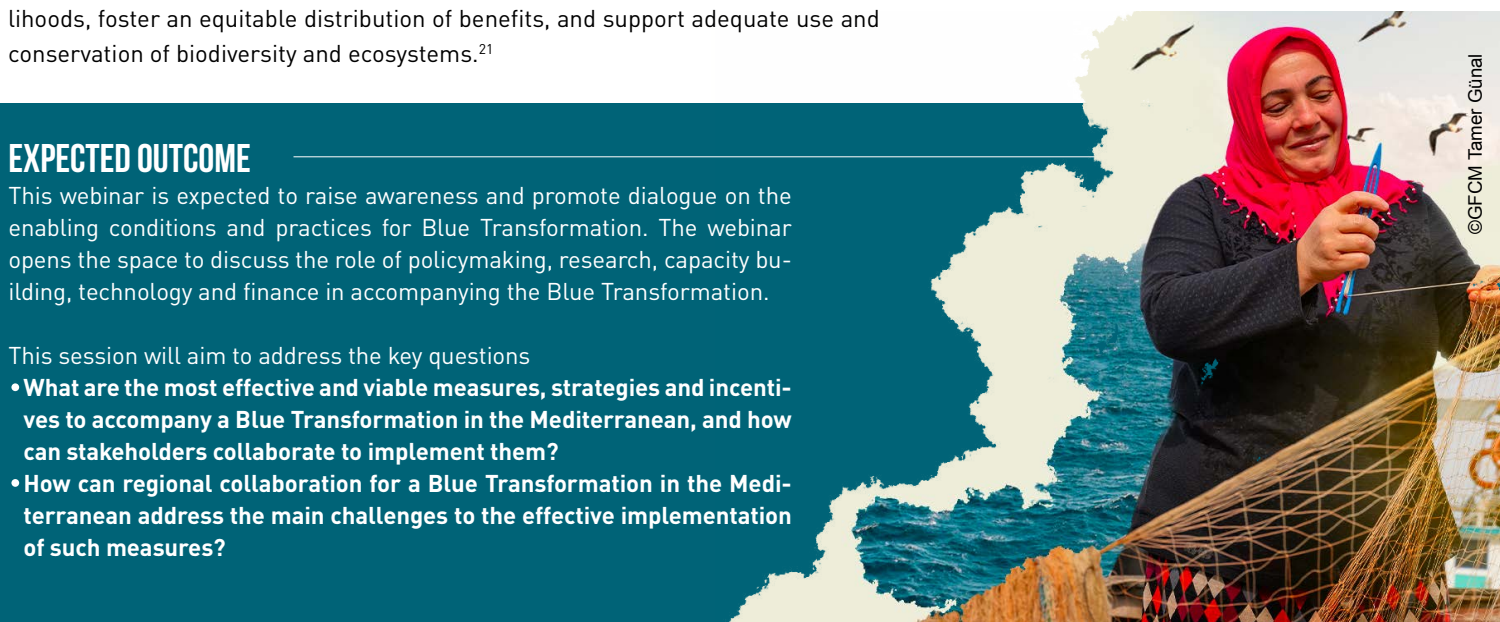 lihoods, foster an equitable distribution of benefits, and support adequate use and
conservation of biodiversity and ecosystems.21
EXPECTED OUTCOME
This webinar is expected to raise awareness and promote dialogue on the
enabling conditions and practices for Blue Transformation. The webinar
opens the space to discuss the role of policymaking, research, capacity bu-
ilding, technology and finance in accompanying the Blue Transformation.
This session will aim to address the key questions
•What are the most effective and viable measures, strategies and incenti-
ves to accompany a Blue Transformation in the Mediterranean, and how
can stakeholders collaborate to implement them?
•How can regional collaboration for a Blue Transformation in the Medi-
terranean address the main challenges to the effective implementation
of such measures?
©GFCM Tamer Günal